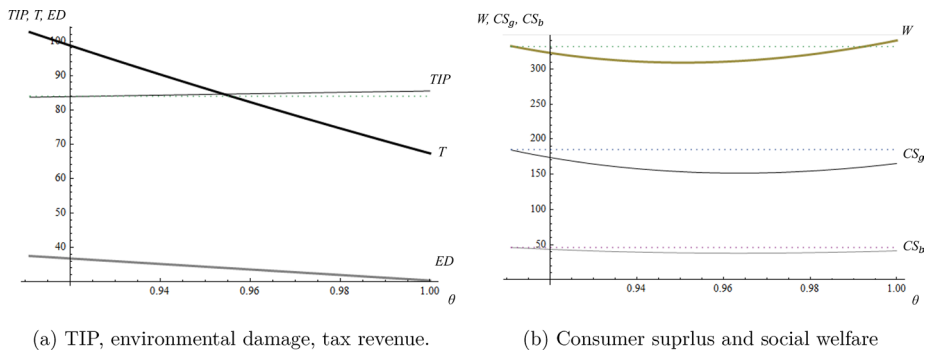 TIP, T, ED
100
90
80
70
60
50
40
TIP
T
ED
0.94
0.96
0.98
1.00
θ
(a) TIP, environmental damage, tax revenue.
W, CSg, CSb
300
250
200
150
100
50
W
CSg
CSb
0.94
0.96
0.98
1.00
θ
(b) Consumer suprlus and social welfare